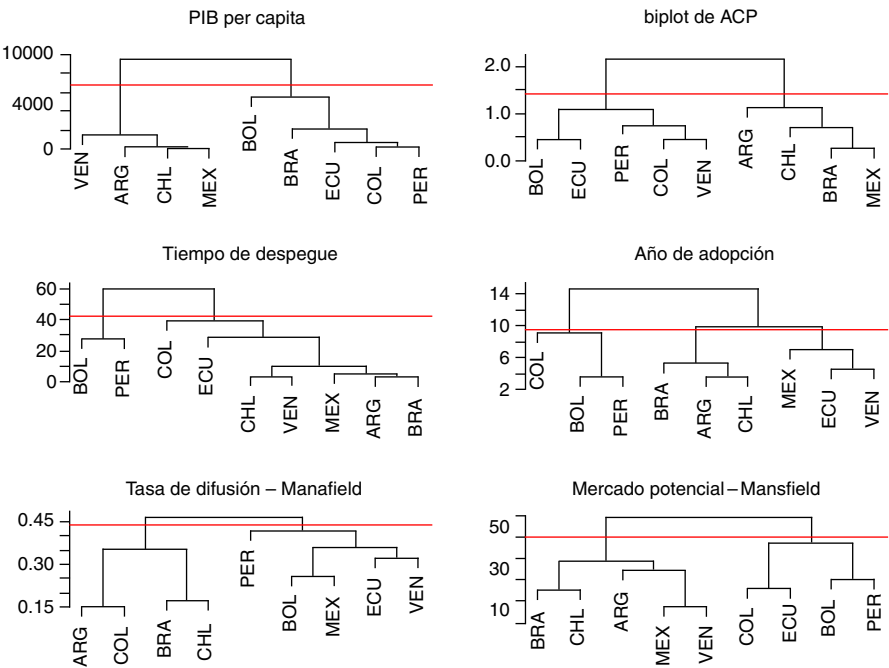 PIB per capita
10000
4000
0
VEN
ARG
CHL
MEX
BOL
BRA
ECU
COL
PER
biplot de ACP
2.0
1.0
0.0
BOL
ECU
PER
COL
VEN
ARG
CHL
BRA
MEX
Tiempo de despegue
60
40
20
0
BOL
PER
COL
ECU
CHL
VEN
MEX
ARG
BRA
Año de adopción
14
10
6
2
COL
BOL
PER
BRA
ARG
CHL
MEX
ECU
VEN
Tasa de difusión – Manafield
0.45
0.30
0.15
ARG
COL
BRA
CHL
PER
BOL
MEX
ECU
VEN
Mercado potencial – Mansfield
50
30
10
BRA
CHL
ARG
MEX
VEN
COL
ECU
BOL
PER